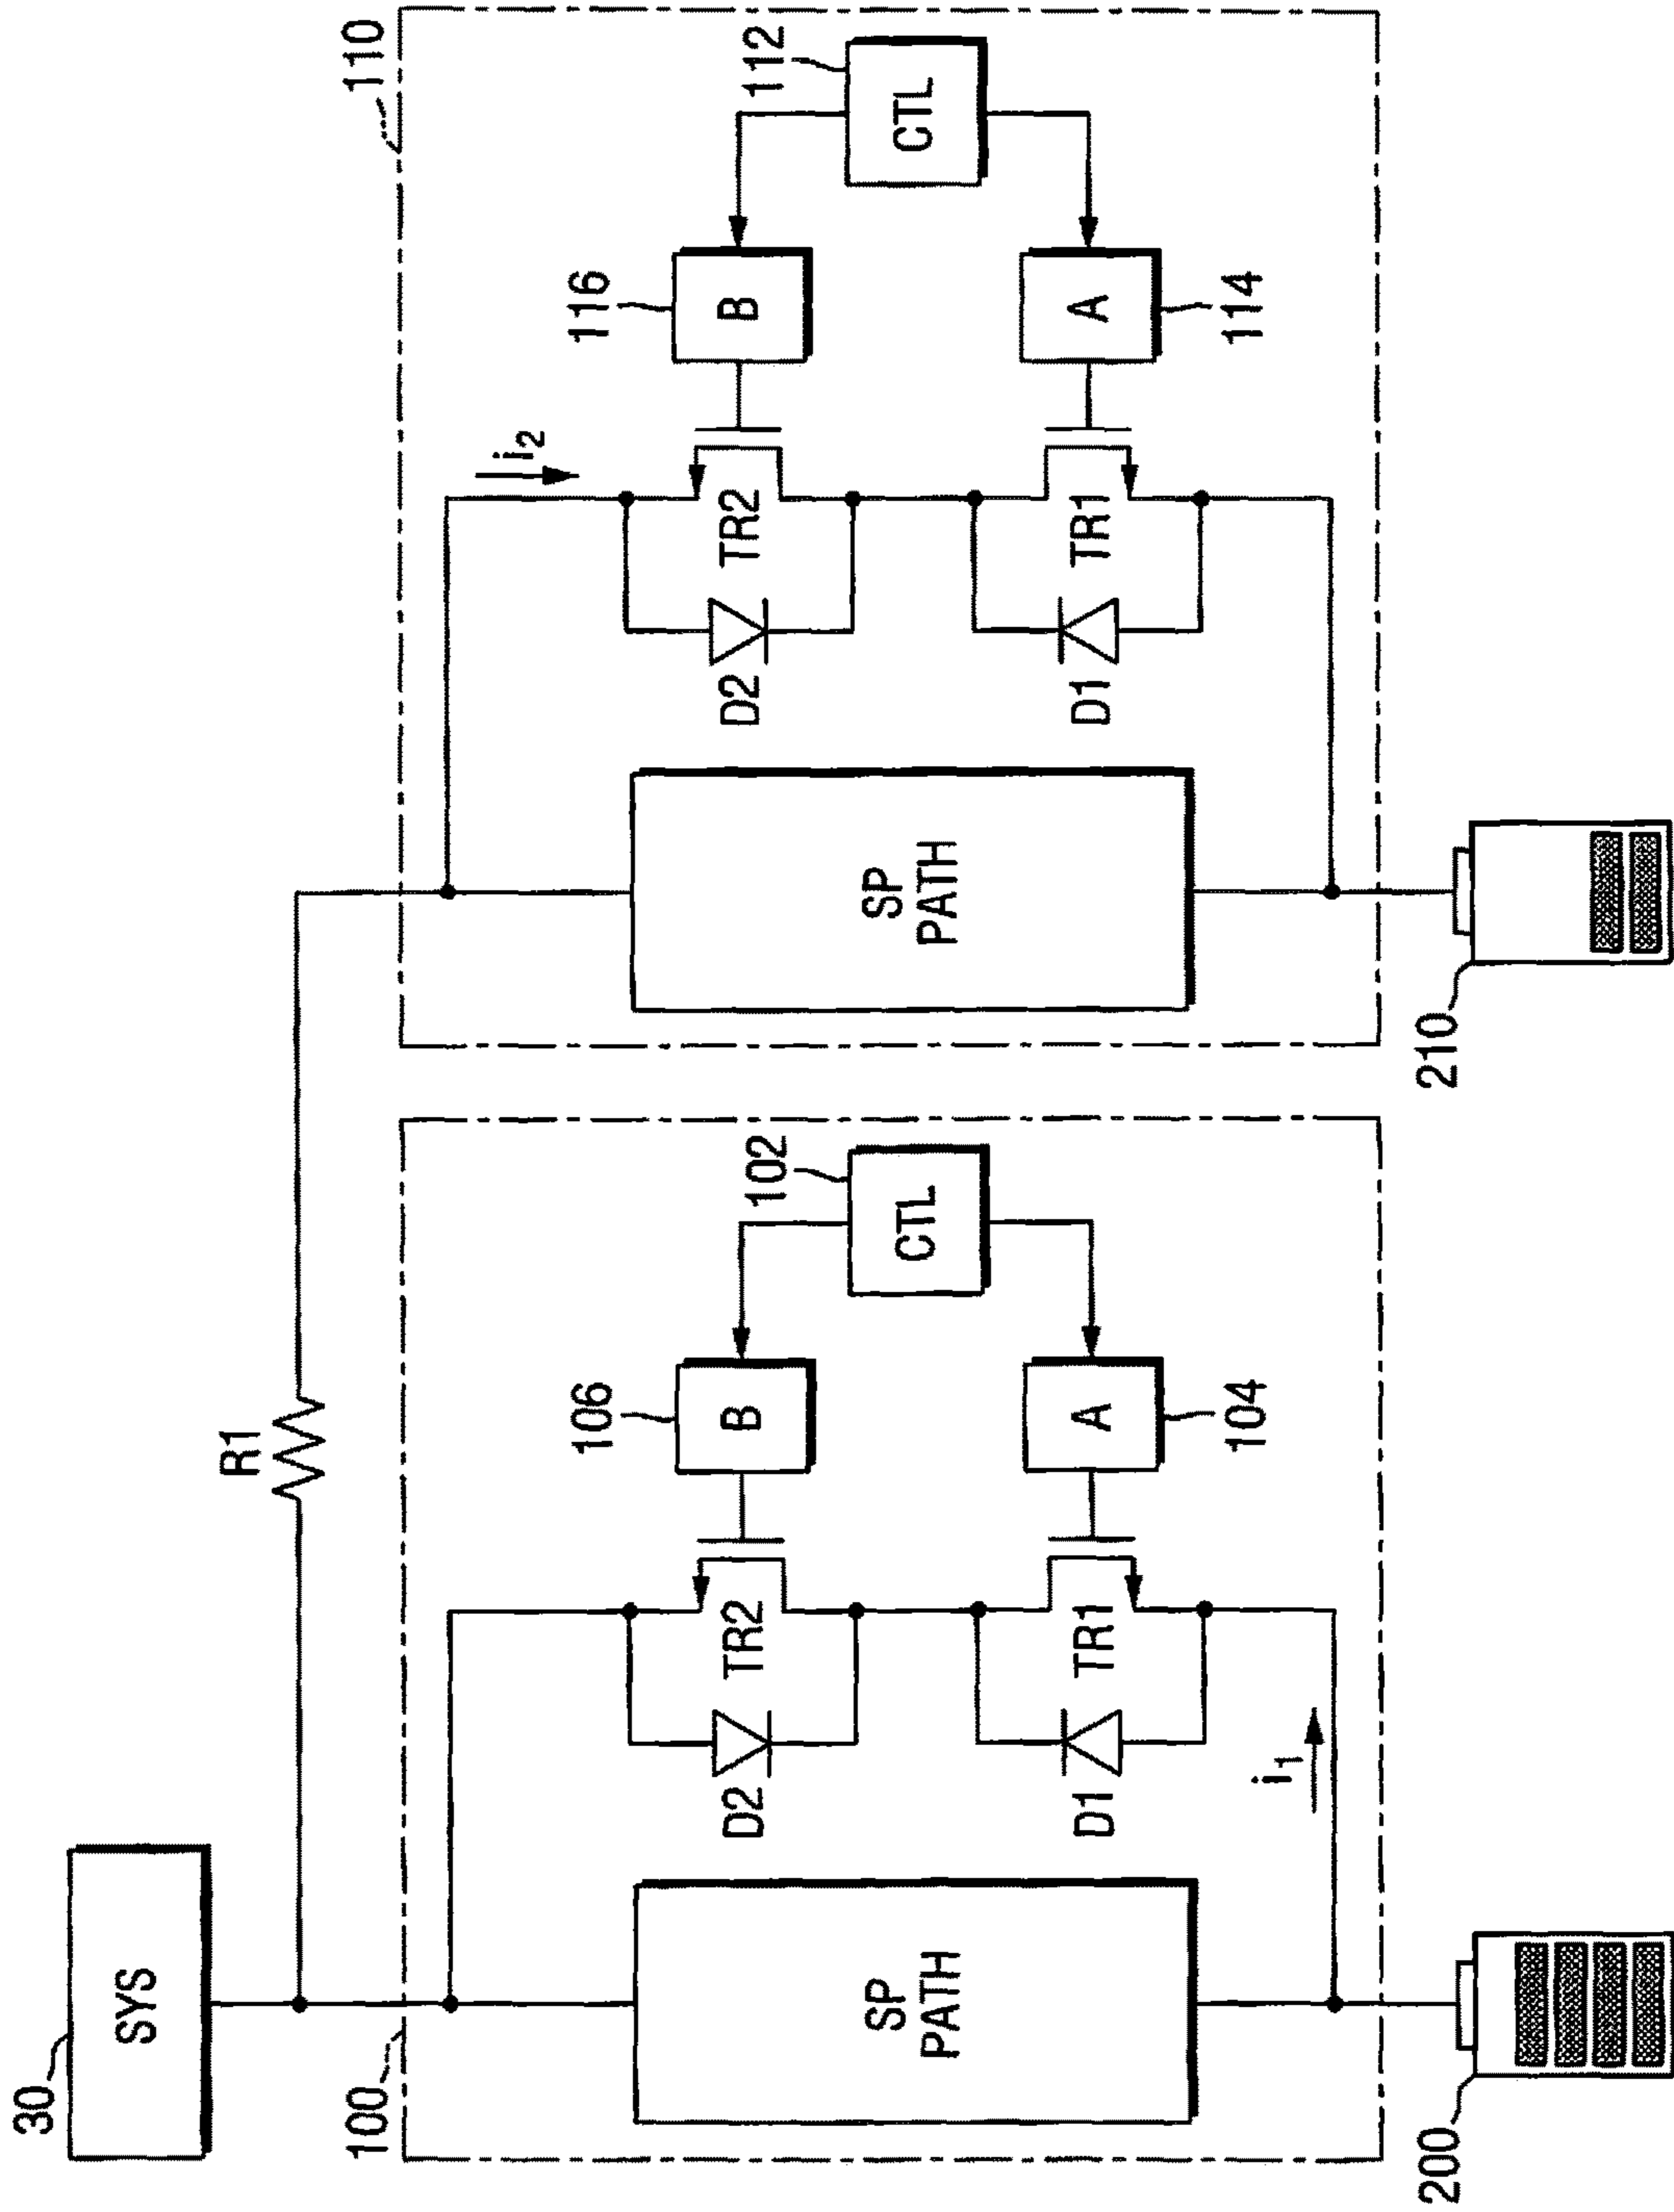 30
SYS
R1
100
110
SP
PATH
D2
TR2
106
B
102
CTL
D1
TR1
A
104
i1
200
SP
PATH
i2
D2
TR2
116
B
112
CTL
D1
TR1
A
114
210